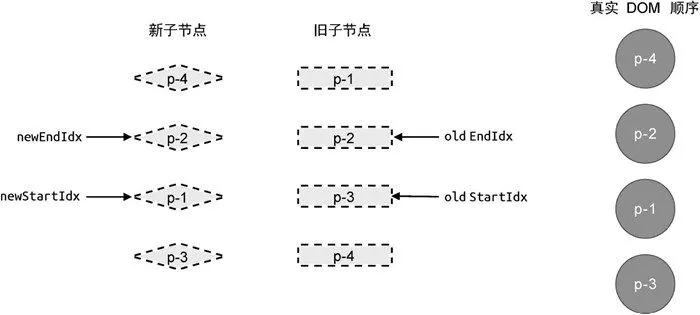 新子节点 旧子节点 真实 DOM 顺序
p-4 p-1 p-4
newEndIdx p-2 p-2 old EndIdx p-2
newStartIdx p-1 p-3 old StartIdx p-1
p-3 p-4 p-3